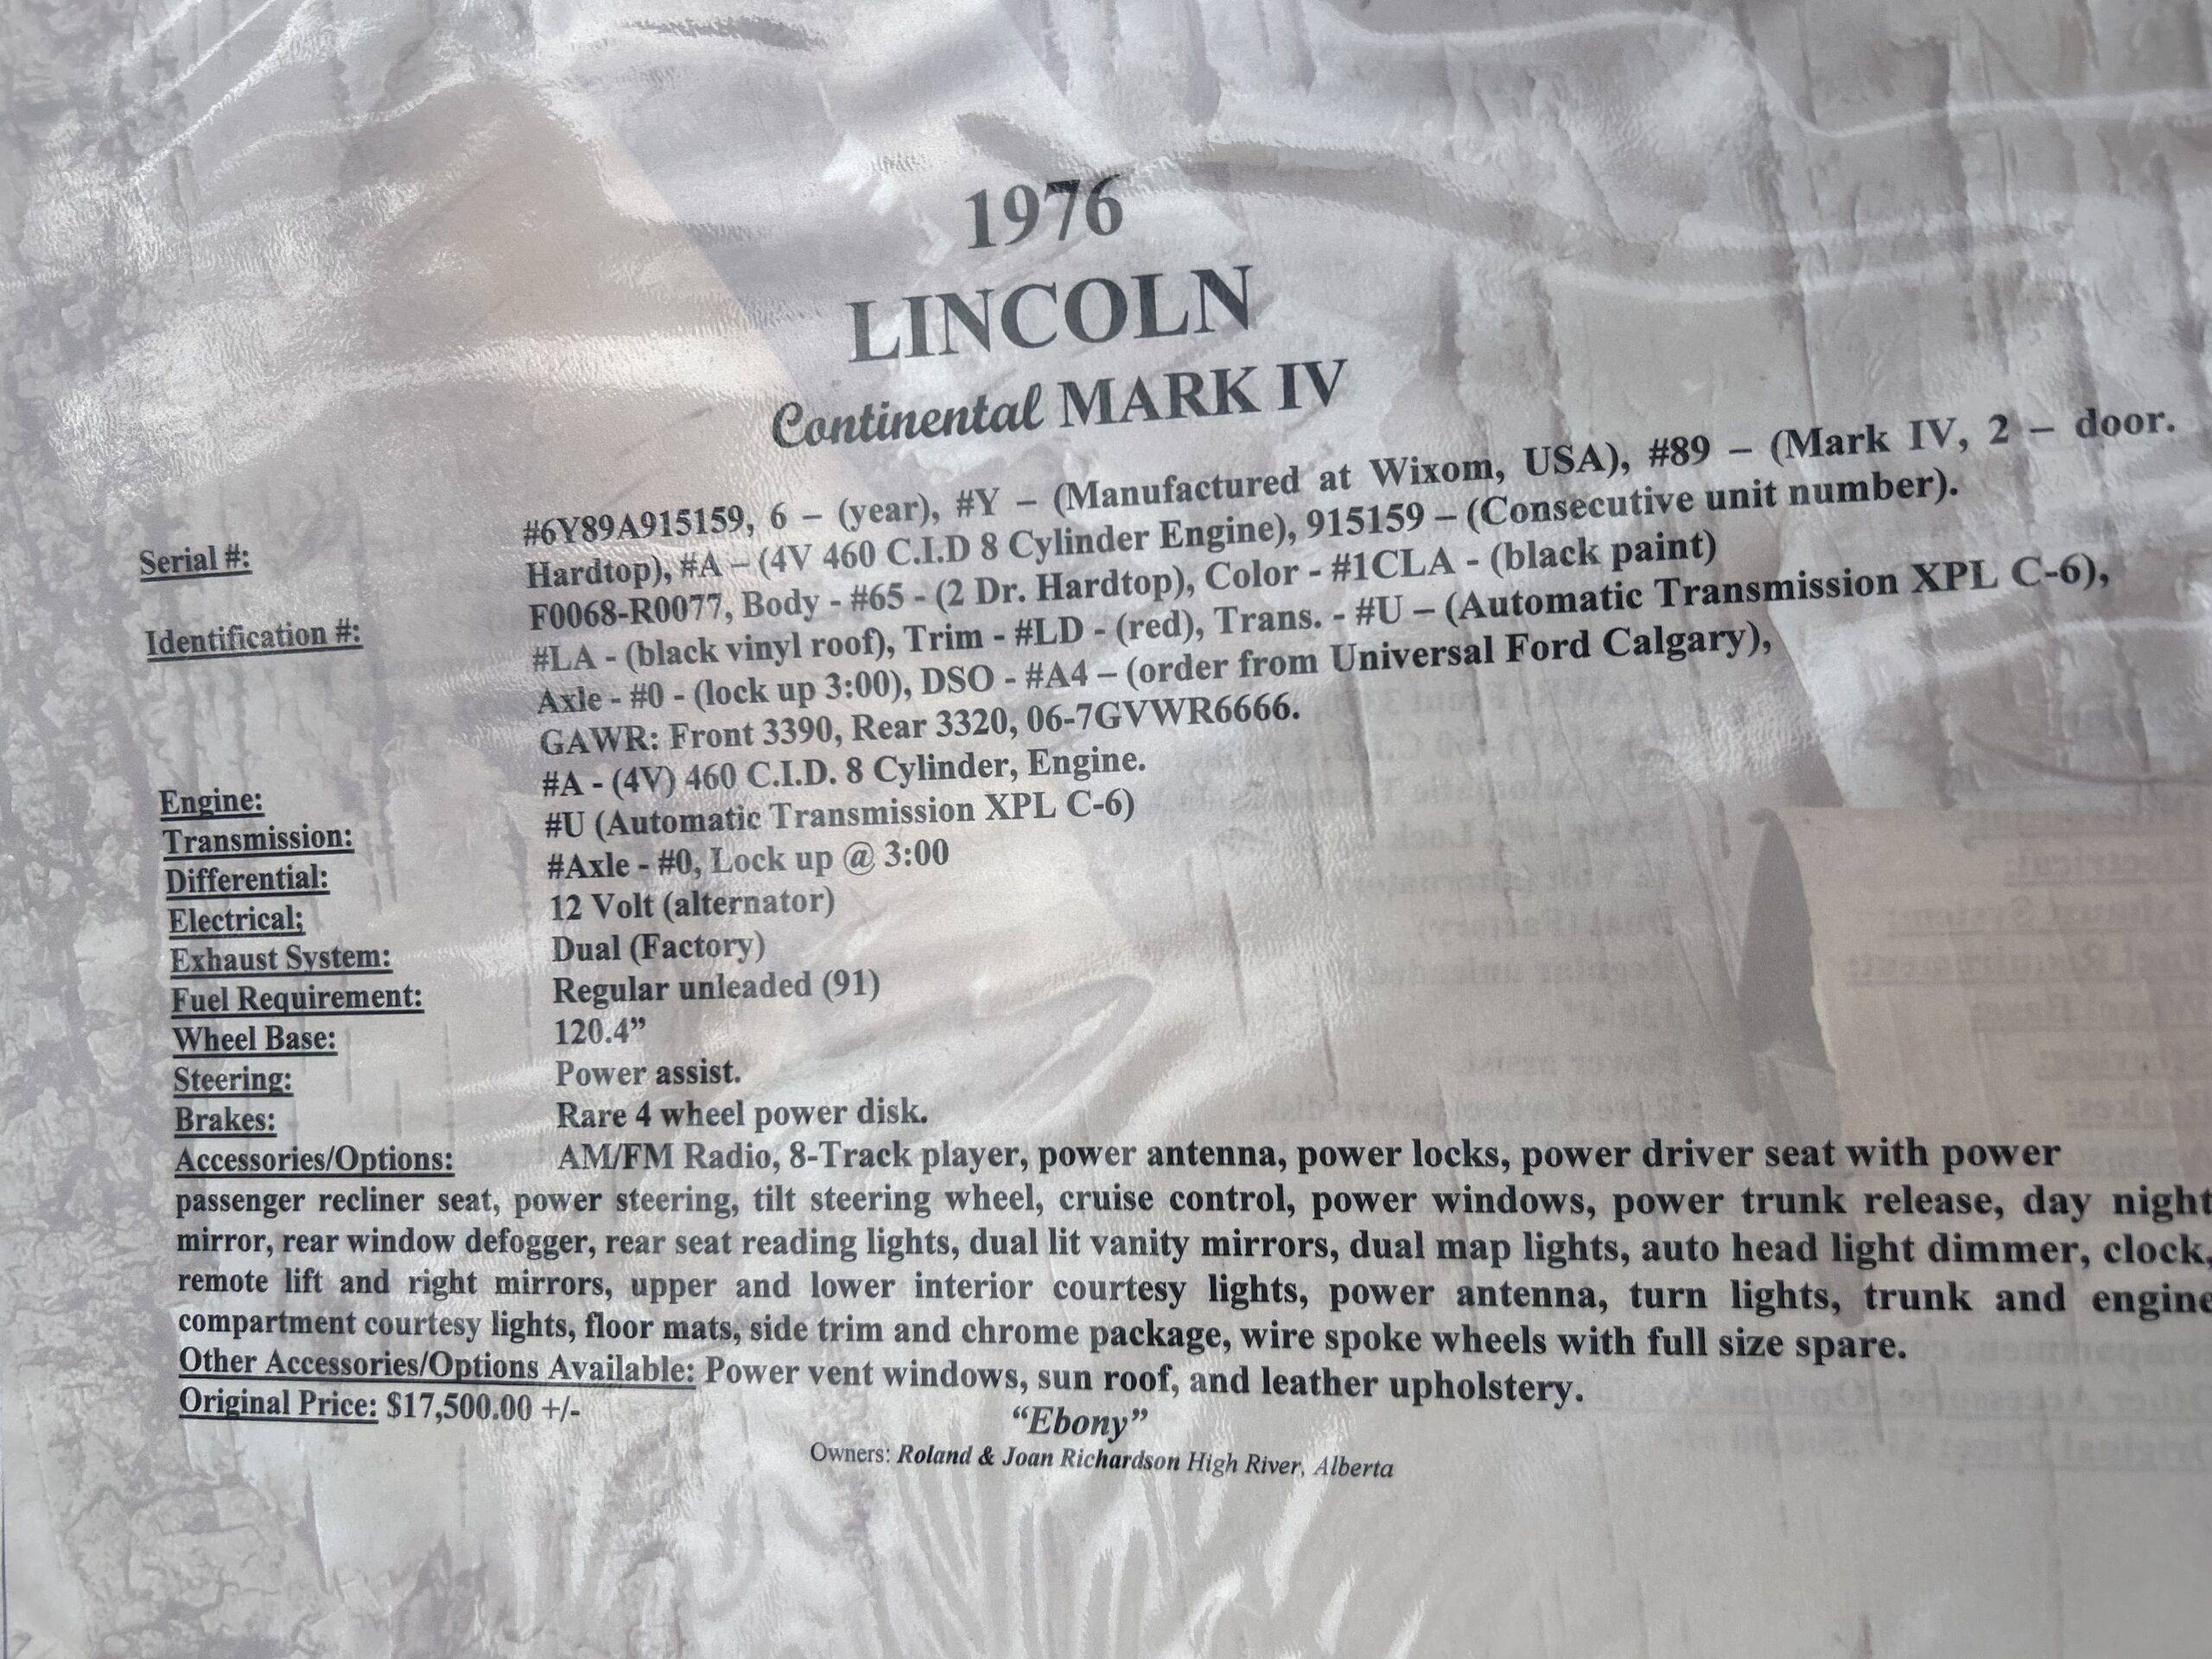 1976
LINCOLN
Continental MARK IV
Serial #: #6Y89A915159, 6 – (year), #Y – (Manufactured at Wixom, USA), #89 – (Mark IV, 2 – door.
Hardtop), #A – (4V 460 C.I.D 8 Cylinder Engine), 915159 – (Consecutive unit number).
Identification #: F0068-R0077, Body - #65 - (2 Dr. Hardtop), Color - #1CLA - (black paint)
#LA - (black vinyl roof), Trim - #LD - (red), Trans. - #U – (Automatic Transmission XPL C-6),
Axle - #0 - (lock up 3:00), DSO - #A4 – (order from Universal Ford Calgary),
GAWR: Front 3390, Rear 3320, 06-7GVWR6666.
Engine: #A - (4V) 460 C.I.D. 8 Cylinder, Engine.
Transmission: #U (Automatic Transmission XPL C-6)
Differential: #Axle - #0, Lock up @ 3:00
Electrical; 12 Volt (alternator)
Exhaust System: Dual (Factory)
Fuel Requirement: Regular unleaded (91)
Wheel Base: 120.4”
Steering: Power assist.
Brakes: Rare 4 wheel power disk.
Accessories/Options: AM/FM Radio, 8-Track player, power antenna, power locks, power driver seat with power
passenger recliner seat, power steering, tilt steering wheel, cruise control, power windows, power trunk release, day night
mirror, rear window defogger, rear seat reading lights, dual lit vanity mirrors, dual map lights, auto head light dimmer, clock,
remote lift and right mirrors, upper and lower interior courtesy lights, power antenna, turn lights, trunk and engine
compartment courtesy lights, floor mats, side trim and chrome package, wire spoke wheels with full size spare.
Other Accessories/Options Available: Power vent windows, sun roof, and leather upholstery.
Original Price: $17,500.00 +/-
“Ebony”
Owners: Roland & Joan Richardson High River, Alberta